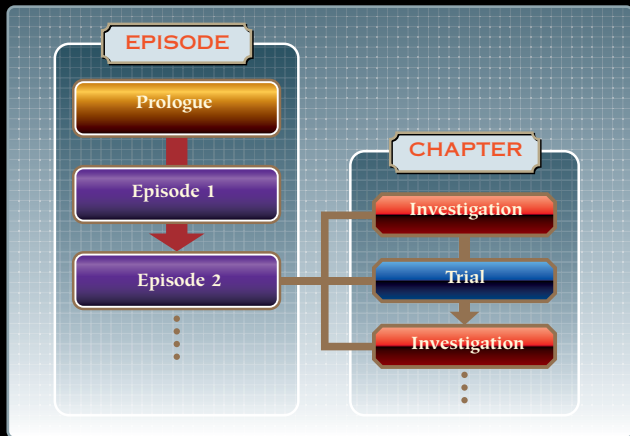 EPISODE
Prologue
Episode 1
Episode 2
CHAPTER
Investigation
Trial
Investigation